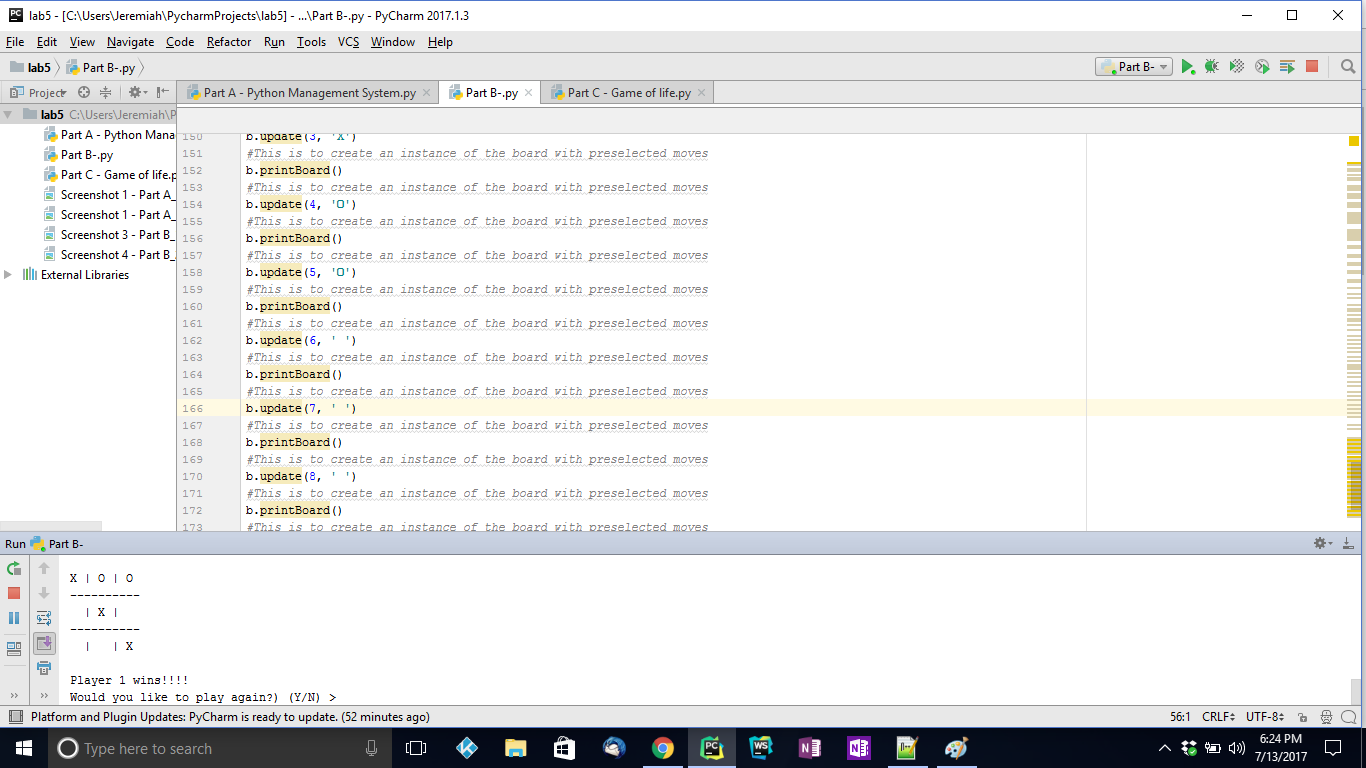 lab5 - [C:\Users\Jeremiah\PycharmProjects\lab5] - ...\Part B-.py - PyCharm 2017.1.3
File Edit View Navigate Code Refactor Run Tools VCS Window Help
lab5 Part B-.py Part B-
Project Part A - Python Management System.py Part B-.py Part C - Game of life.py
lab5 C:\Users\Jeremiah\P
Part A - Python Mana
Part B-.py
Part C - Game of life.p
Screenshot 1 - Part A_
Screenshot 1 - Part A_
Screenshot 3 - Part B_
Screenshot 4 - Part B_
External Libraries
150 b.update(3, 'X')
151 #This is to create an instance of the board with preselected moves
152 b.printBoard()
153 #This is to create an instance of the board with preselected moves
154 b.update(4, 'O')
155 #This is to create an instance of the board with preselected moves
156 b.printBoard()
157 #This is to create an instance of the board with preselected moves
158 b.update(5, 'O')
159 #This is to create an instance of the board with preselected moves
160 b.printBoard()
161 #This is to create an instance of the board with preselected moves
162 b.update(6, ' ')
163 #This is to create an instance of the board with preselected moves
164 b.printBoard()
165 #This is to create an instance of the board with preselected moves
166 b.update(7, ' ')
167 #This is to create an instance of the board with preselected moves
168 b.printBoard()
169 #This is to create an instance of the board with preselected moves
170 b.update(8, ' ')
171 #This is to create an instance of the board with preselected moves
172 b.printBoard()
173 #This is to create an instance of the board with preselected moves
Run Part B-
X | O | O
----------
  | X |
----------
  |   | X
Player 1 wins!!!!
Would you like to play again?) (Y/N) >
Platform and Plugin Updates: PyCharm is ready to update. (52 minutes ago) 56:1 CRLF UTF-8
Type here to search
PC WS N N
6:24 PM
7/13/2017